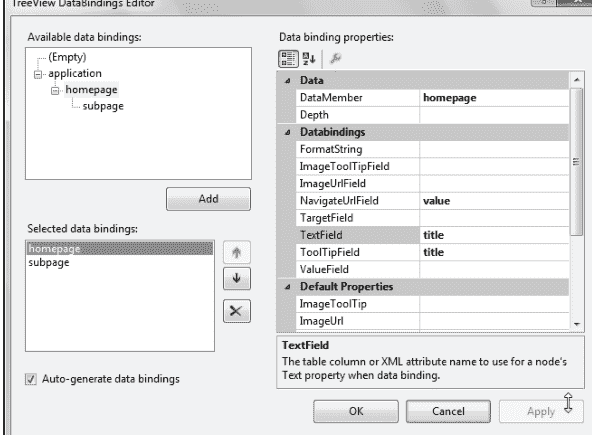 TreeView DataBindings Editor
Available data bindings:
(Empty)
application
homepage
subpage
Add
Selected data bindings:
homepage
subpage
Auto-generate data bindings
Data binding properties:
Data
DataMember homepage
Depth
Databindings
FormatString
ImageToolTipField
ImageUrlField
NavigateUrlField value
TargetField
TextField title
ToolTipField title
ValueField
Default Properties
ImageToolTip
ImageUrl
TextField
The table column or XML attribute name to use for a node's
Text property when data binding.
OK Cancel Apply